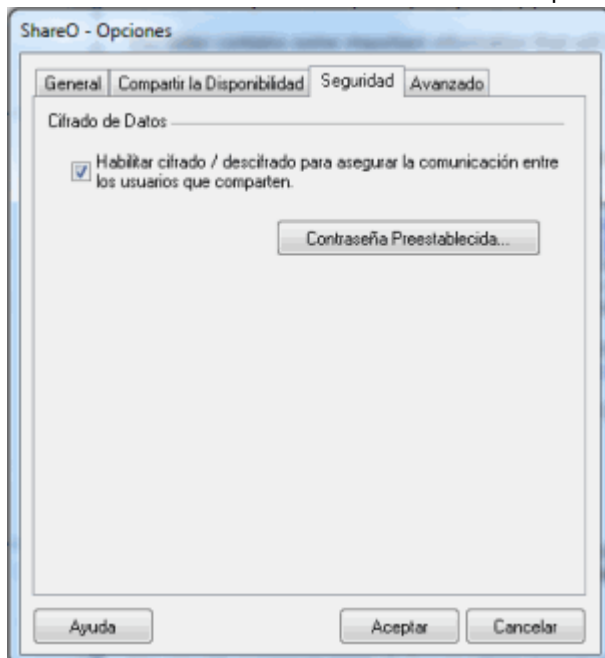 ShareO - Opciones
General Compartir la Disponibilidad Seguridad Avanzado
Cifrado de Datos
Habilitar cifrado / descifrado para asegurar la comunicación entre
los usuarios que comparten.
Contraseña Preestablecida...
Ayuda Aceptar Cancelar